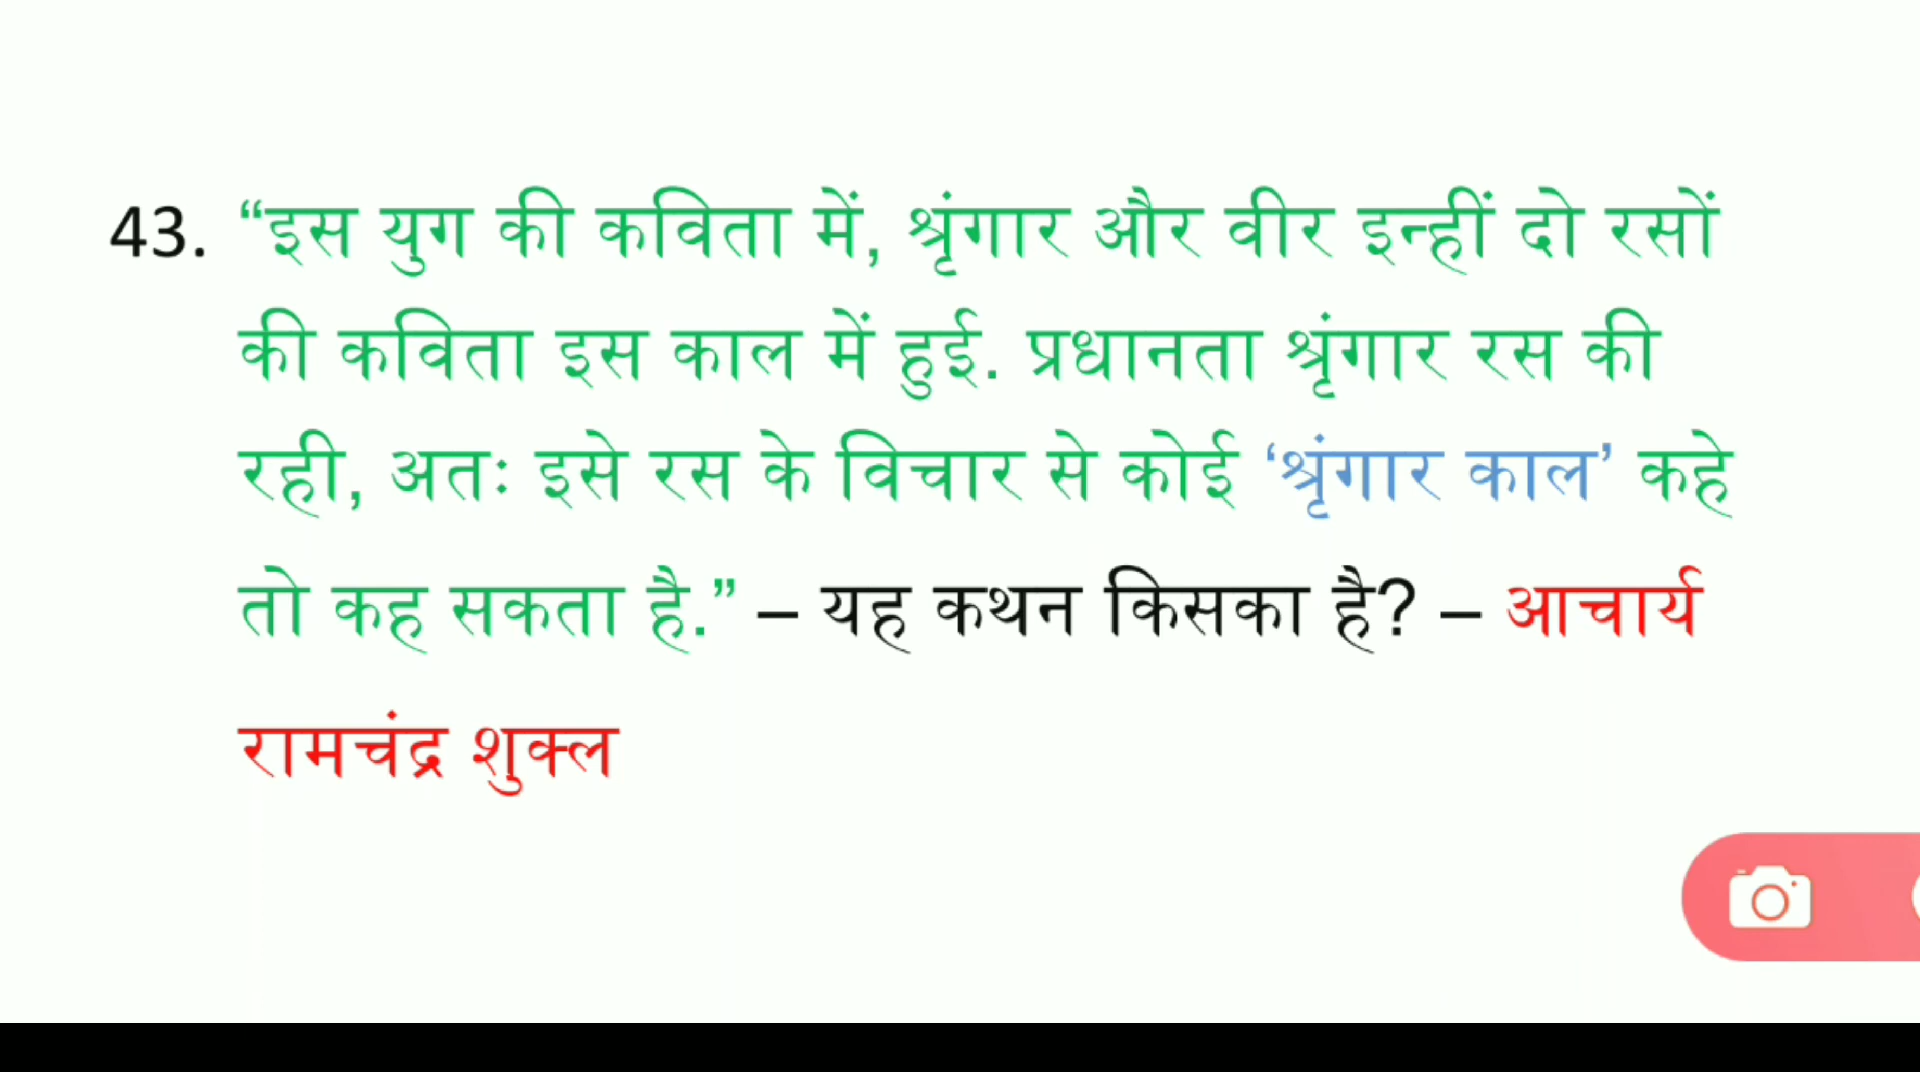 43. “इस युग की कविता में, श्रृंगार और वीर इन्हीं दो रसों
की कविता इस काल में हुई. प्रधानता श्रृंगार रस की
रही, अतः इसे रस के विचार से कोई ‘श्रृंगार काल’ कहे
तो कह सकता है.” – यह कथन किसका है? – आचार्य
रामचंद्र शुक्ल